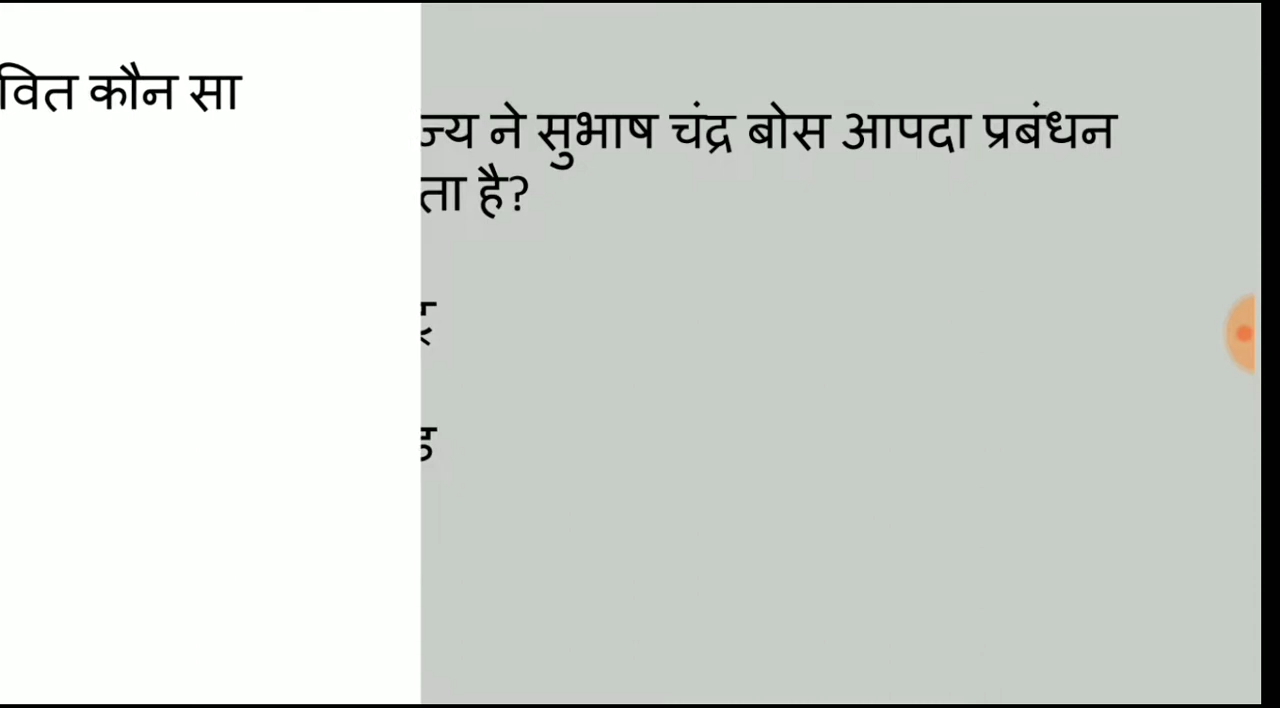 वित कौन सा
ज्य ने सुभाष चंद्र बोस आपदा प्रबंधन
ता है?